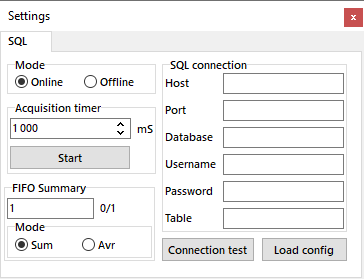 Settings
x
SQL
Mode
Online Offline
Acquisition timer
1 000 mS
Start
FIFO Summary
1 0/1
Mode
Sum Avr
SQL connection
Host
Port
Database
Username
Password
Table
Connection test Load config